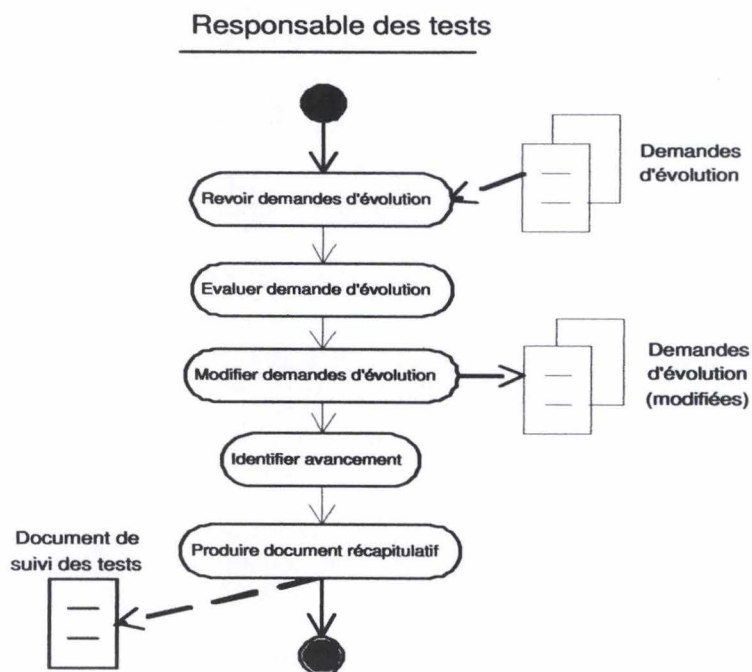 Responsable des tests
Demandes
d'évolution
Revoir demandes d'évolution
Evaluer demande d'évolution
Modifier demandes d'évolution
Demandes
d'évolution
(modifiées)
Identifier avancement
Produire document récapitulatif
Document de
suivi des tests